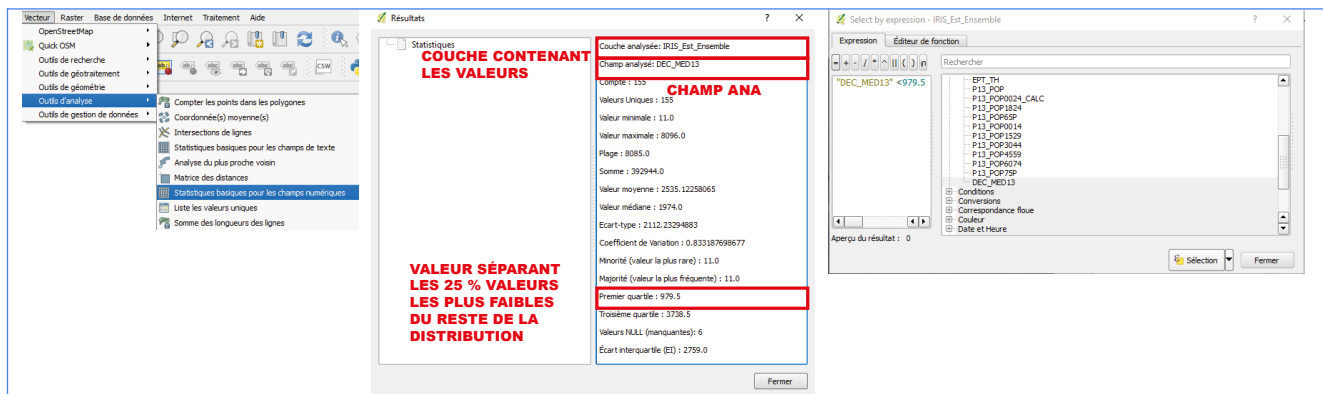 Vecteur Raster Base de données Internet Traitement Aide
OpenStreetMap
Quick OSM
Outils de recherche
Outils de géotraitement
Outils de géométrie
Outils d'analyse
Outils de gestion de données
abc abc abc abc abc CSW
Compter les points dans les polygones
Coordonnée(s) moyenne(s)
Intersections de lignes
Statistiques basiques pour les champs de texte
Analyse du plus proche voisin
Matrice des distances
Statistiques basiques pour les champs numériques
Liste les valeurs uniques
Somme des longueurs des lignes
Résultats
Statistiques
COUCHE CONTENANT
LES VALEURS
VALEUR SÉPARANT
LES 25 % VALEURS
LES PLUS FAIBLES
DU RESTE DE LA
DISTRIBUTION
Couche analysée: IRIS_Est_Ensemble
Champ analysé: DEC_MED13
CHAMP ANA
Compte : 155
Valeurs Uniques : 155
Valeur minimale : 11.0
Valeur maximale : 8096.0
Plage : 8085.0
Somme : 392944.0
Valeur moyenne : 2535.12258065
Valeur médiane : 1974.0
Ecart-type : 2112.23294883
Coefficient de Variation : 0.833187698677
Minorité (valeur la plus rare) : 11.0
Majorité (valeur la plus fréquente) : 11.0
Premier quartile : 979.5
Troisième quartile : 3738.5
Valeurs NULL (manquantes): 6
Écart interquartile (EI) : 2759.0
Fermer
Select by expression - IRIS_Est_Ensemble
Expression Éditeur de fonction
= + - / * ^ || ( ) n
Rechercher
"DEC_MED13" <979.5
EPT_TH
P13_POP
P13_POP0024_CALC
P13_POP1824
P13_POP65P
P13_POP0014
P13_POP1529
P13_POP3044
P13_POP4559
P13_POP6074
P13_POP75P
DEC_MED13
Conditions
Conversions
Correspondance floue
Couleur
Date et Heure
Aperçu du résultat : 0
Sélection Fermer